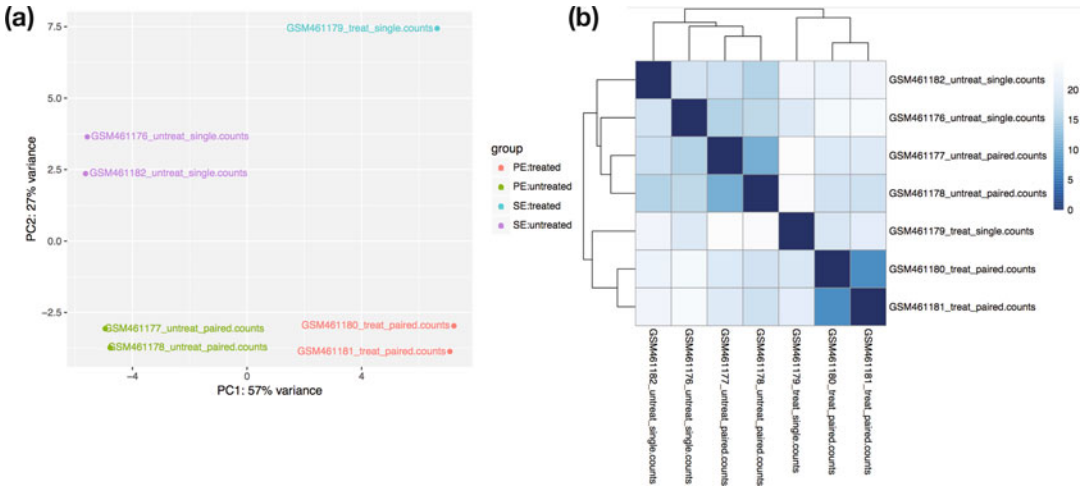 (a)
7.5
5.0
2.5
0.0
−2.5
PC2: 27% variance
GSM461179_treat_single.counts
GSM461176_untreat_single.counts
GSM461182_untreat_single.counts
GSM461177_untreat_paired.counts
GSM461178_untreat_paired.counts
GSM461180_treat_paired.counts
GSM461181_treat_paired.counts
−4
0
4
PC1: 57% variance
group
PE:treated
PE:untreated
SE:treated
SE:untreated
(b)
GSM461182_untreat_single.counts
GSM461176_untreat_single.counts
GSM461177_untreat_paired.counts
GSM461178_untreat_paired.counts
GSM461179_treat_single.counts
GSM461180_treat_paired.counts
GSM461181_treat_paired.counts
20
15
10
5
0
GSM461182_untreat_single.counts
GSM461176_untreat_single.counts
GSM461177_untreat_paired.counts
GSM461178_untreat_paired.counts
GSM461179_treat_single.counts
GSM461180_treat_paired.counts
GSM461181_treat_paired.counts